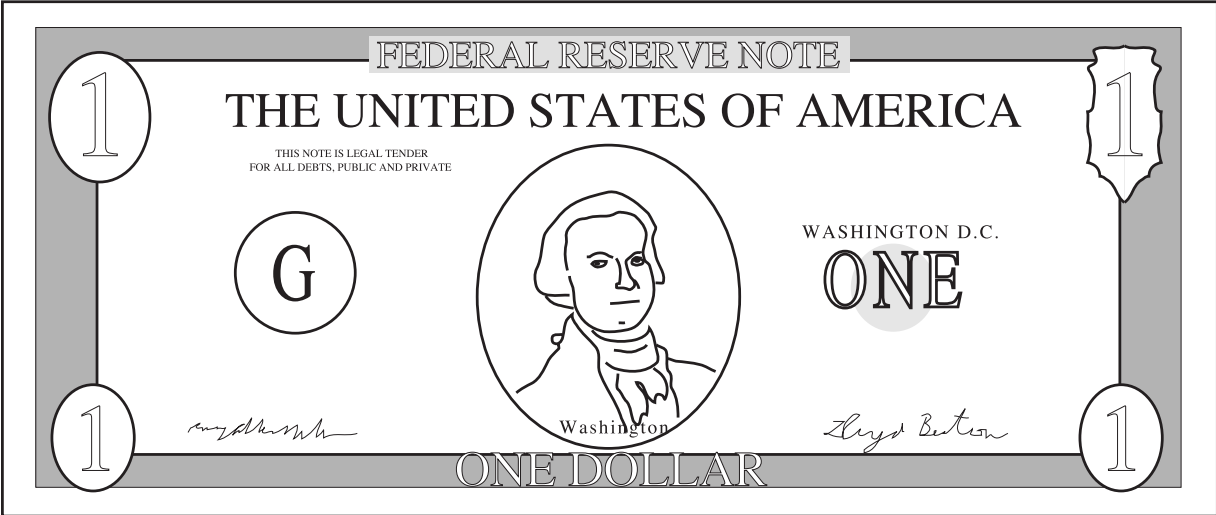 FEDERAL RESERVE NOTE
1
1
THE UNITED STATES OF AMERICA
THIS NOTE IS LEGAL TENDER
FOR ALL DEBTS, PUBLIC AND PRIVATE
WASHINGTON D.C.
G
ONE
Washington
1
1
ONE DOLLAR